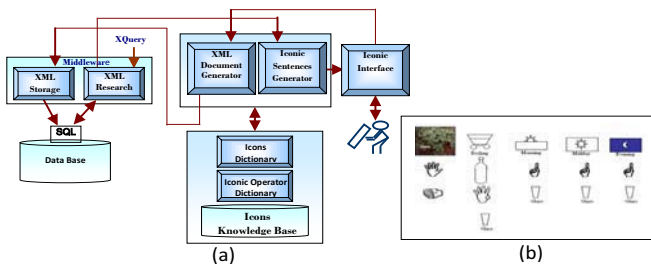 XQuery
Middleware
XML
Storage
XML
Research
SQL
Data Base
XML
Document
Generator
Iconic
Sentences
Generator
Iconic
Interface
Icons
Dictionary
Iconic Operator
Dictionary
Icons
Knowledge Base
(a)
Morning
Evening
(b)